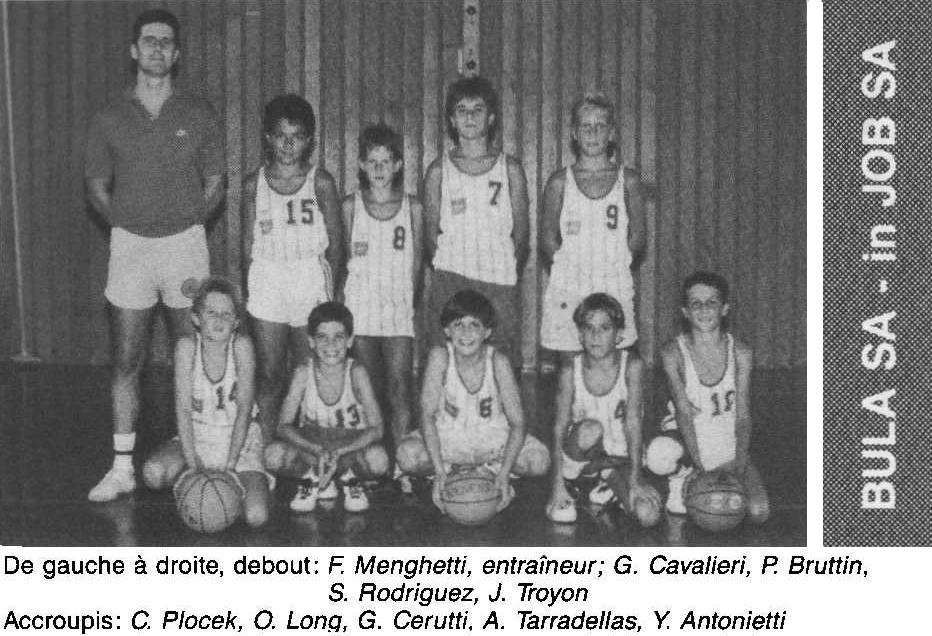 15
8
7
9
14
13
6
4
BULA SA - in JOB SA
De gauche à droite, debout: F. Menghetti, entraîneur; G. Cavalieri, P. Bruttin,
S. Rodriguez, J. Troyon
Accroupis: C. Plocek, O. Long, G. Cerutti, A. Tarradellas, Y. Antonietti